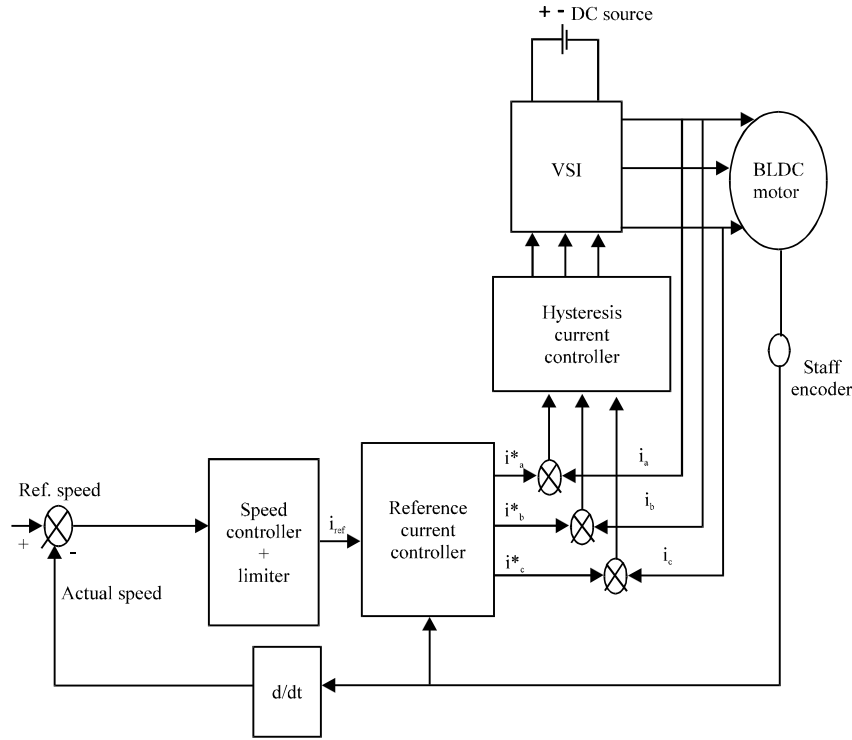 + - DC source
VSI
BLDC
motor
Hysteresis
current
controller
Staff
encoder
i*a
ia
Ref. speed
Speed
controller
+
limiter
iref
Reference
current
controller
i*b
ib
+
-
i*c
ic
Actual speed
d/dt